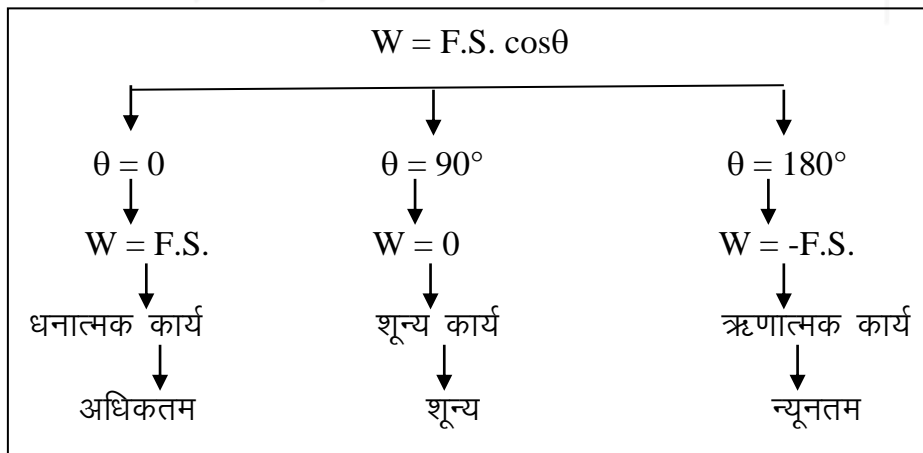 W = F.S. cosθ
θ = 0 θ = 90° θ = 180°
W = F.S. W = 0 W = -F.S.
धनात्मक कार्य शून्य कार्य ऋणात्मक कार्य
अधिकतम शून्य न्यूनतम